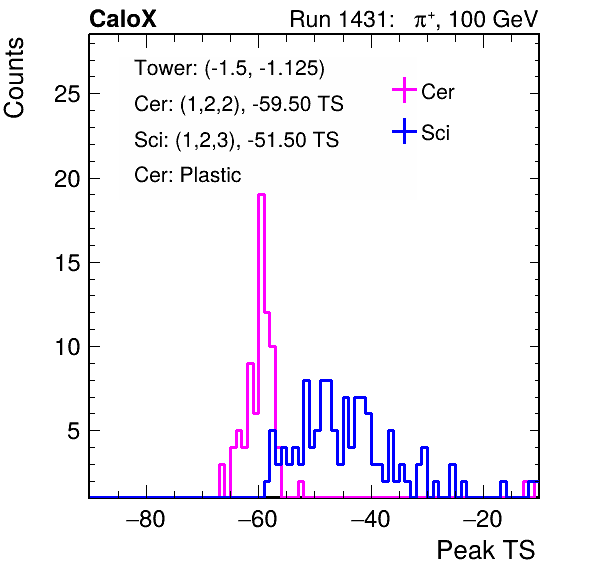 CaloX Run 1431: π⁺, 100 GeV
Counts
Tower: (-1.5, -1.125)
Cer: (1,2,2), -59.50 TS
Sci: (1,2,3), -51.50 TS
Cer: Plastic
Cer
Sci
25
20
15
10
5
−80 −60 −40 −20
Peak TS